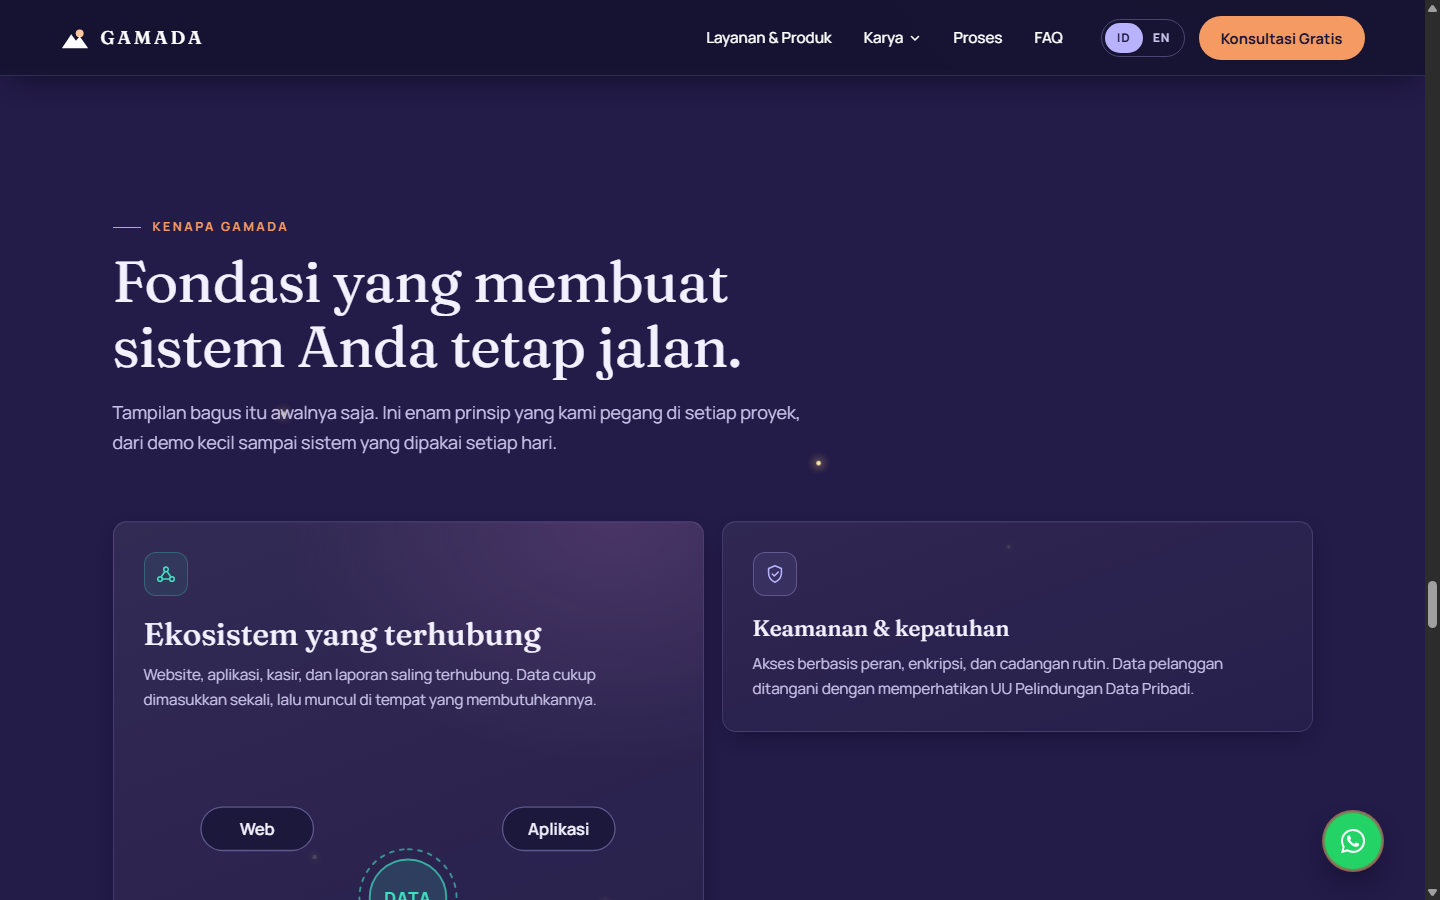 GAMADA
Layanan & Produk
Karya
Proses
FAQ
ID
EN
Konsultasi Gratis
KENAPA GAMADA
Fondasi yang membuat
sistem Anda tetap jalan.
Tampilan bagus itu awalnya saja. Ini enam prinsip yang kami pegang di setiap proyek,
dari demo kecil sampai sistem yang dipakai setiap hari.
Ekosistem yang terhubung
Website, aplikasi, kasir, dan laporan saling terhubung. Data cukup
dimasukkan sekali, lalu muncul di tempat yang membutuhkannya.
Web
Aplikasi
DATA
Keamanan & kepatuhan
Akses berbasis peran, enkripsi, dan cadangan rutin. Data pelanggan
ditangani dengan memperhatikan UU Pelindungan Data Pribadi.